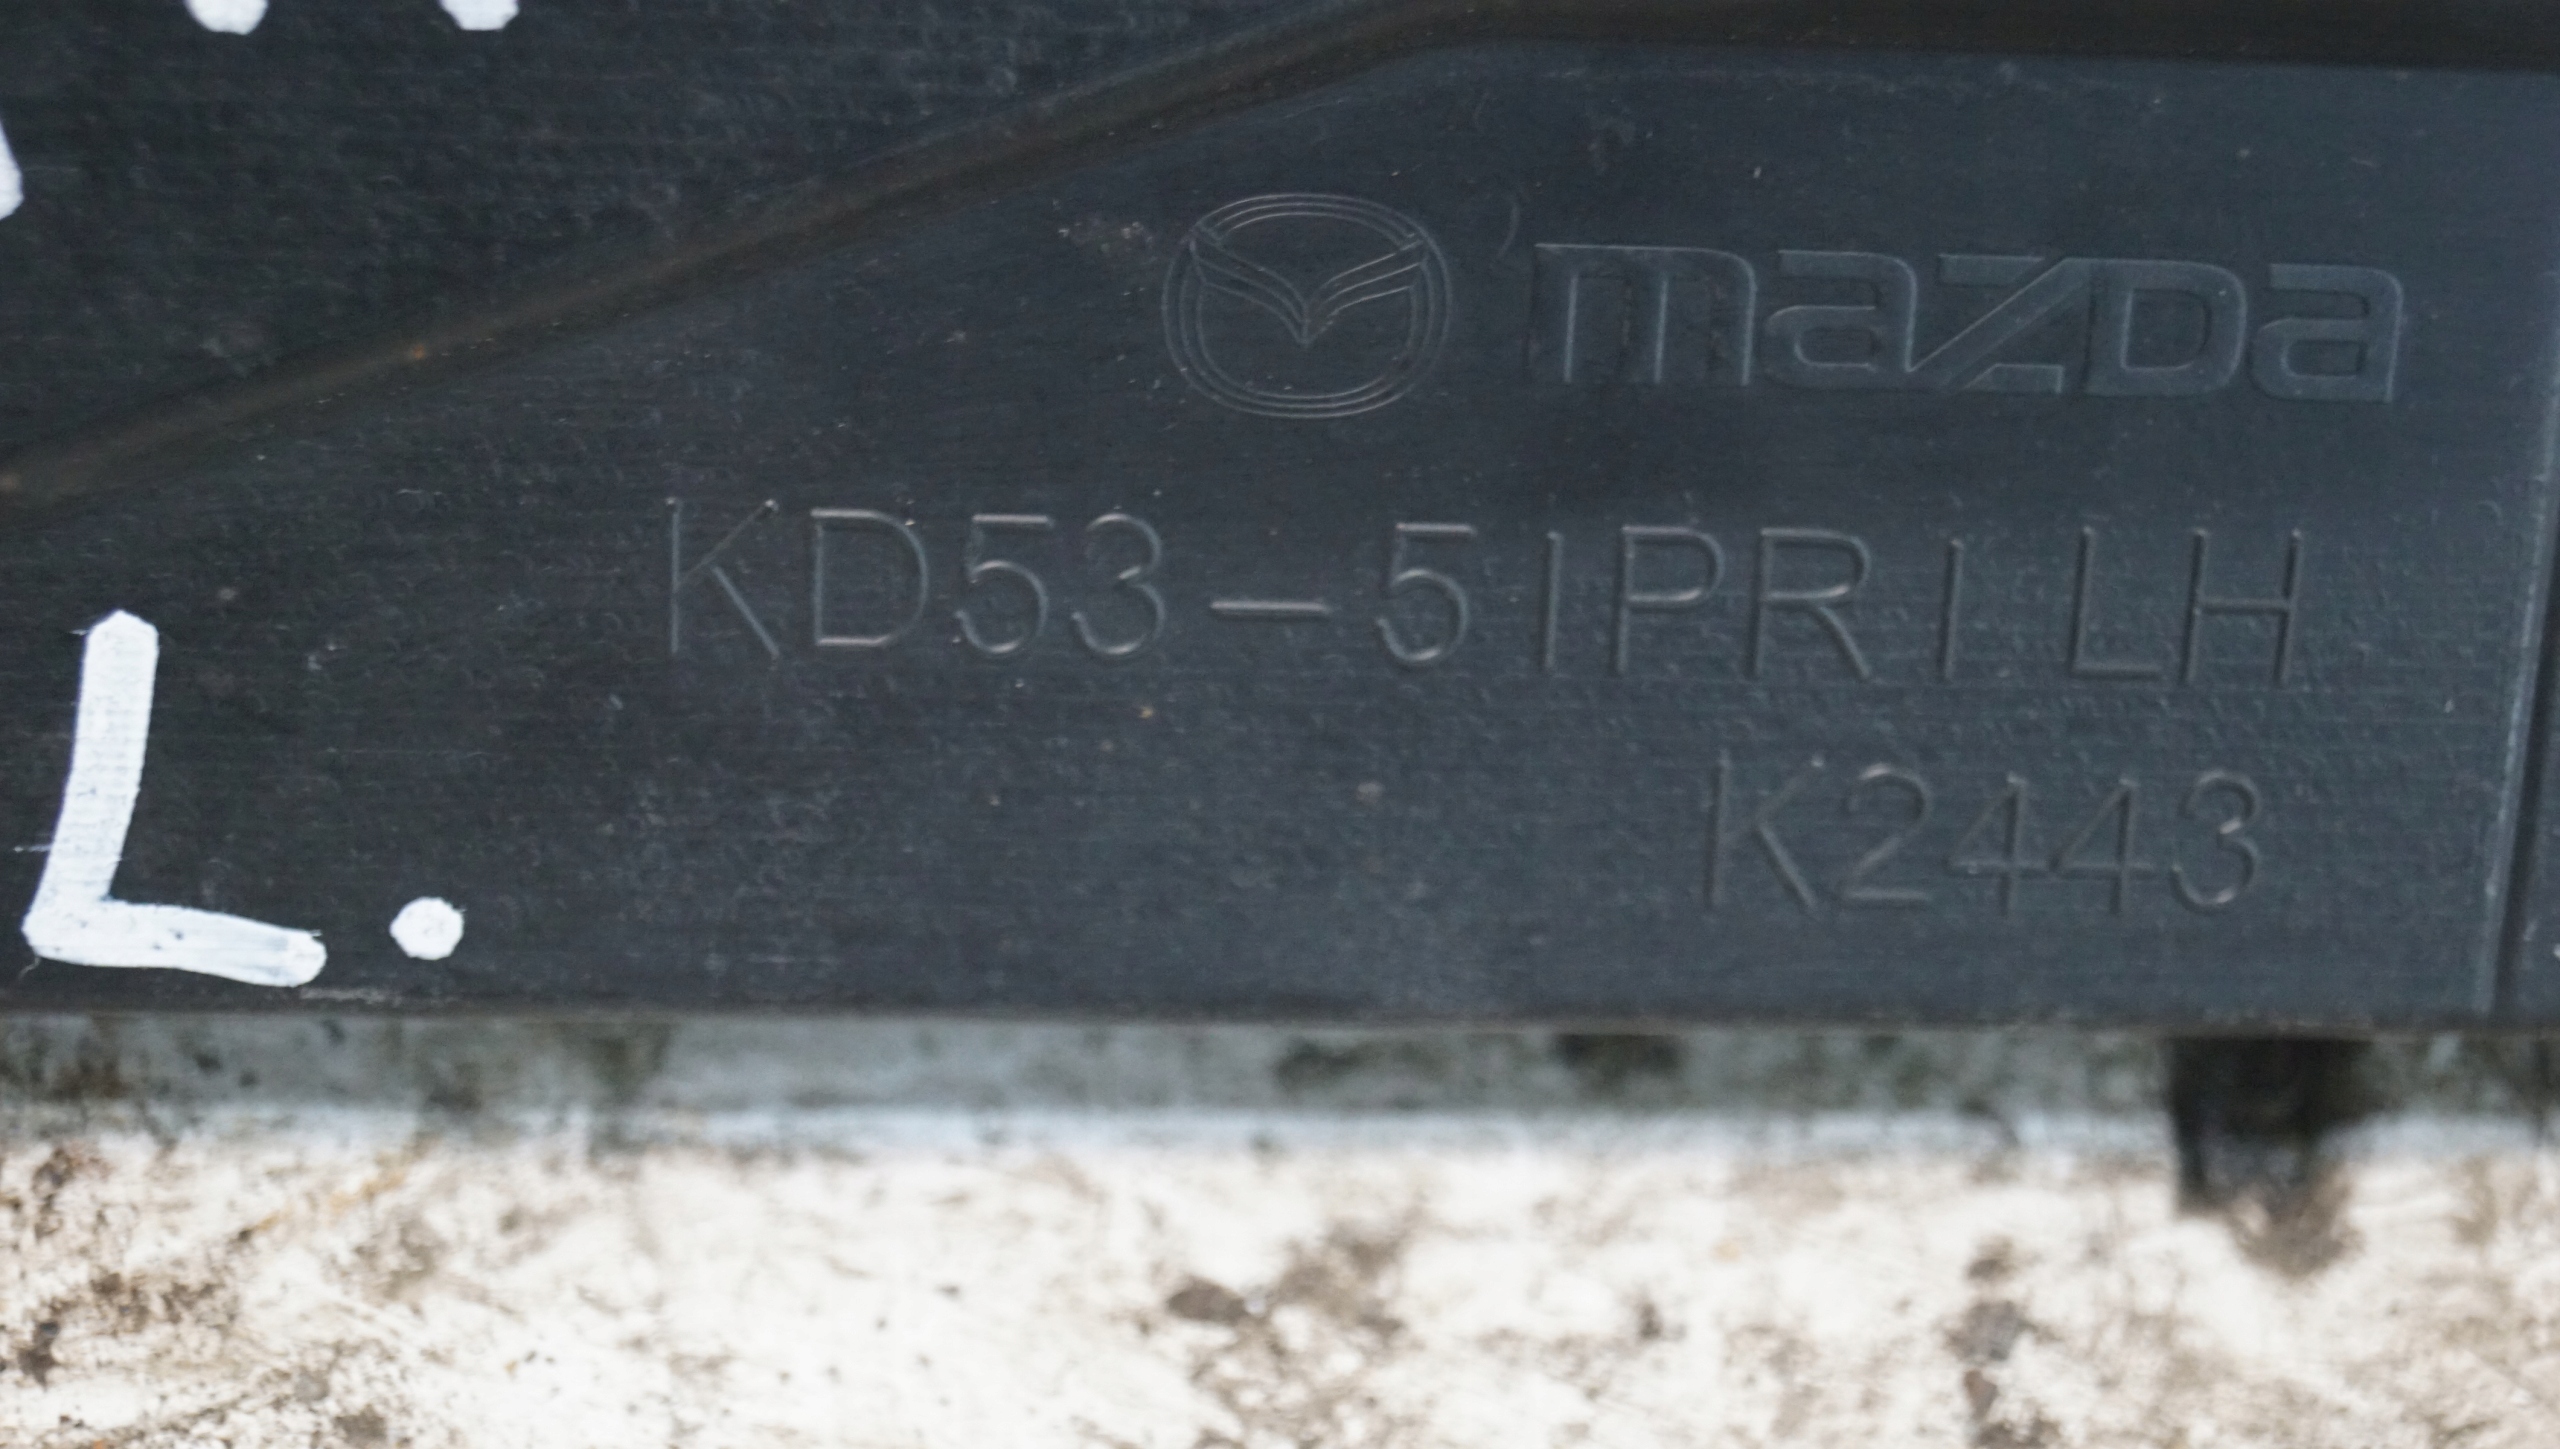 mazda
KD53-51PR1 LH
K2443
L.